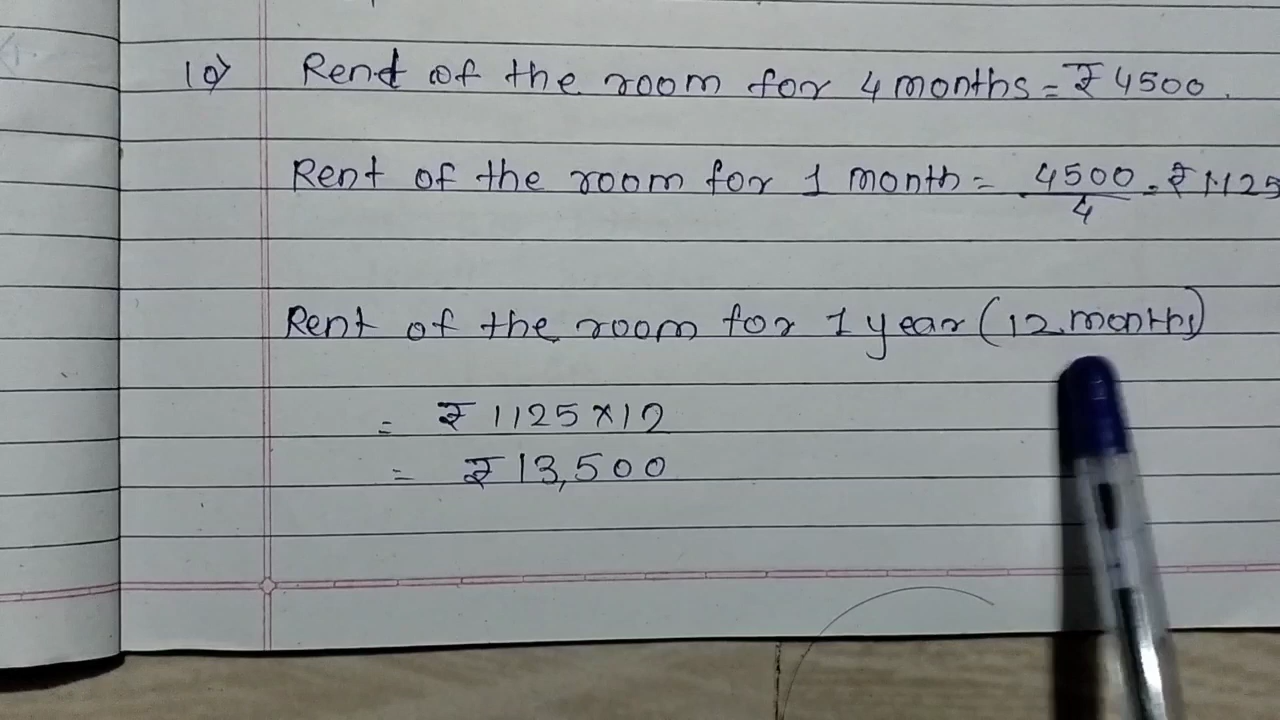 10) Rent of the room for 4 months = ₹ 4500.
Rent of the room for 1 month = 4500/4 = ₹ 1125
Rent of the room for 1 year (12 months)
= ₹ 1125 × 12
= ₹ 13,500